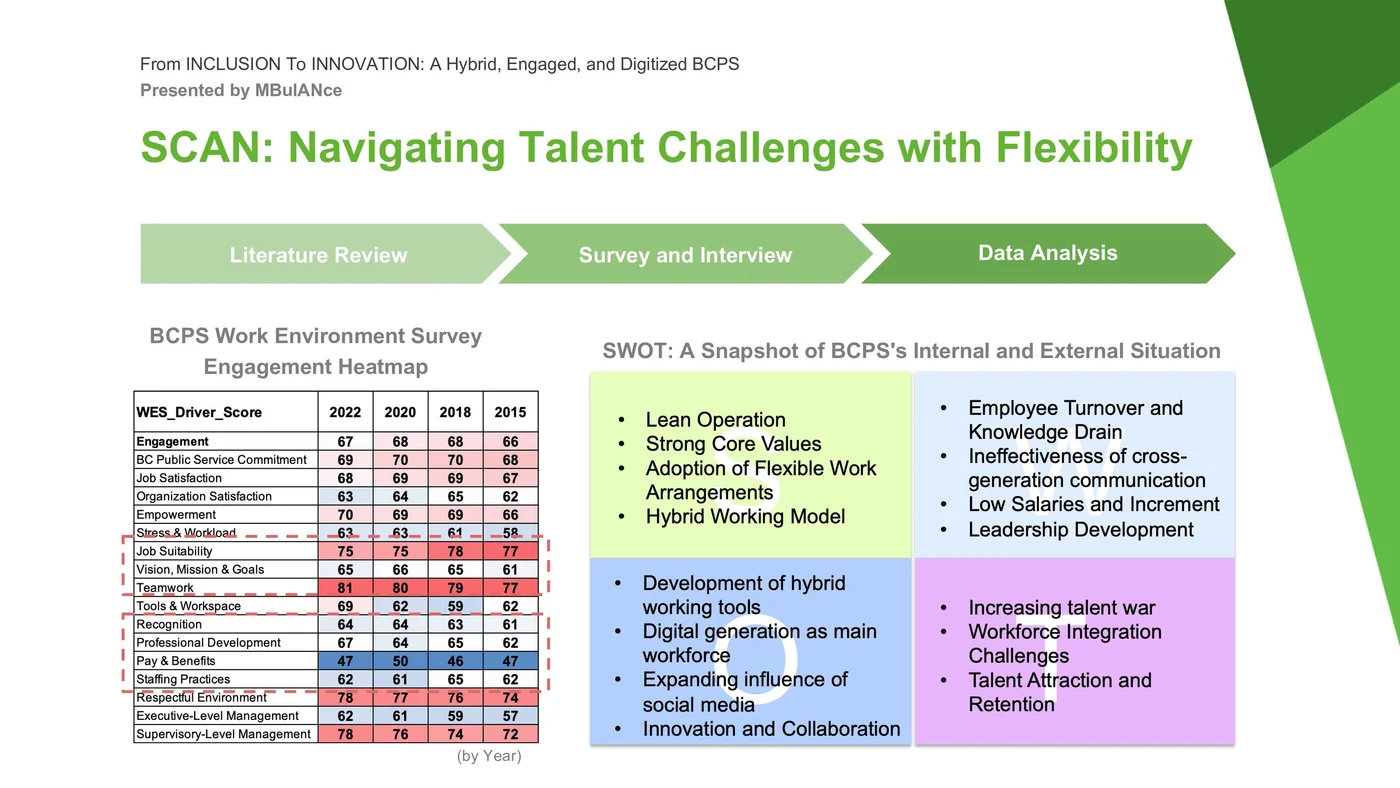 From INCLUSION To INNOVATION: A Hybrid, Engaged, and Digitized BCPS
Presented by MBulANce
SCAN: Navigating Talent Challenges with Flexibility
Literature Review
Survey and Interview
Data Analysis
BCPS Work Environment Survey
Engagement Heatmap
WES_Driver_Score 2022 2020 2018 2015
Engagement 67 68 68 66
BC Public Service Commitment 69 70 70 68
Job Satisfaction 68 69 69 67
Organization Satisfaction 63 64 65 62
Empowerment 70 69 69 66
Stress & Workload 63 63 61 58
Job Suitability 75 75 78 77
Vision, Mission & Goals 65 66 65 61
Teamwork 81 80 79 77
Tools & Workspace 69 62 59 62
Recognition 64 64 63 61
Professional Development 67 64 65 62
Pay & Benefits 47 50 46 47
Staffing Practices 62 61 65 62
Respectful Environment 78 77 76 74
Executive-Level Management 62 61 59 57
Supervisory-Level Management 78 76 74 72
(by Year)
SWOT: A Snapshot of BCPS's Internal and External Situation
S
• Lean Operation
• Strong Core Values
• Adoption of Flexible Work
Arrangements
• Hybrid Working Model
W
• Employee Turnover and
Knowledge Drain
• Ineffectiveness of cross-
generation communication
• Low Salaries and Increment
• Leadership Development
O
• Development of hybrid
working tools
• Digital generation as main
workforce
• Expanding influence of
social media
• Innovation and Collaboration
T
• Increasing talent war
• Workforce Integration
Challenges
• Talent Attraction and
Retention